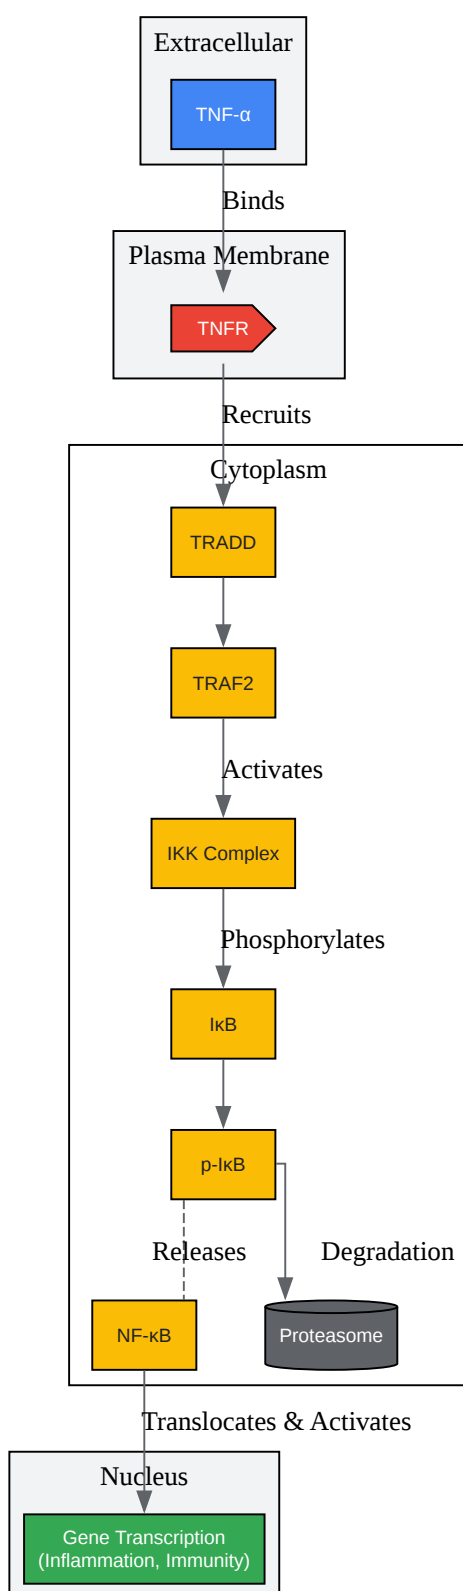 Extracellular
TNF-α
Binds
Plasma Membrane
TNFR
Recruits
Cytoplasm
TRADD
TRAF2
Activates
IKK Complex
Phosphorylates
IκB
p-IκB
Releases
Degradation
NF-κB
Proteasome
Translocates & Activates
Nucleus
Gene Transcription
(Inflammation, Immunity)